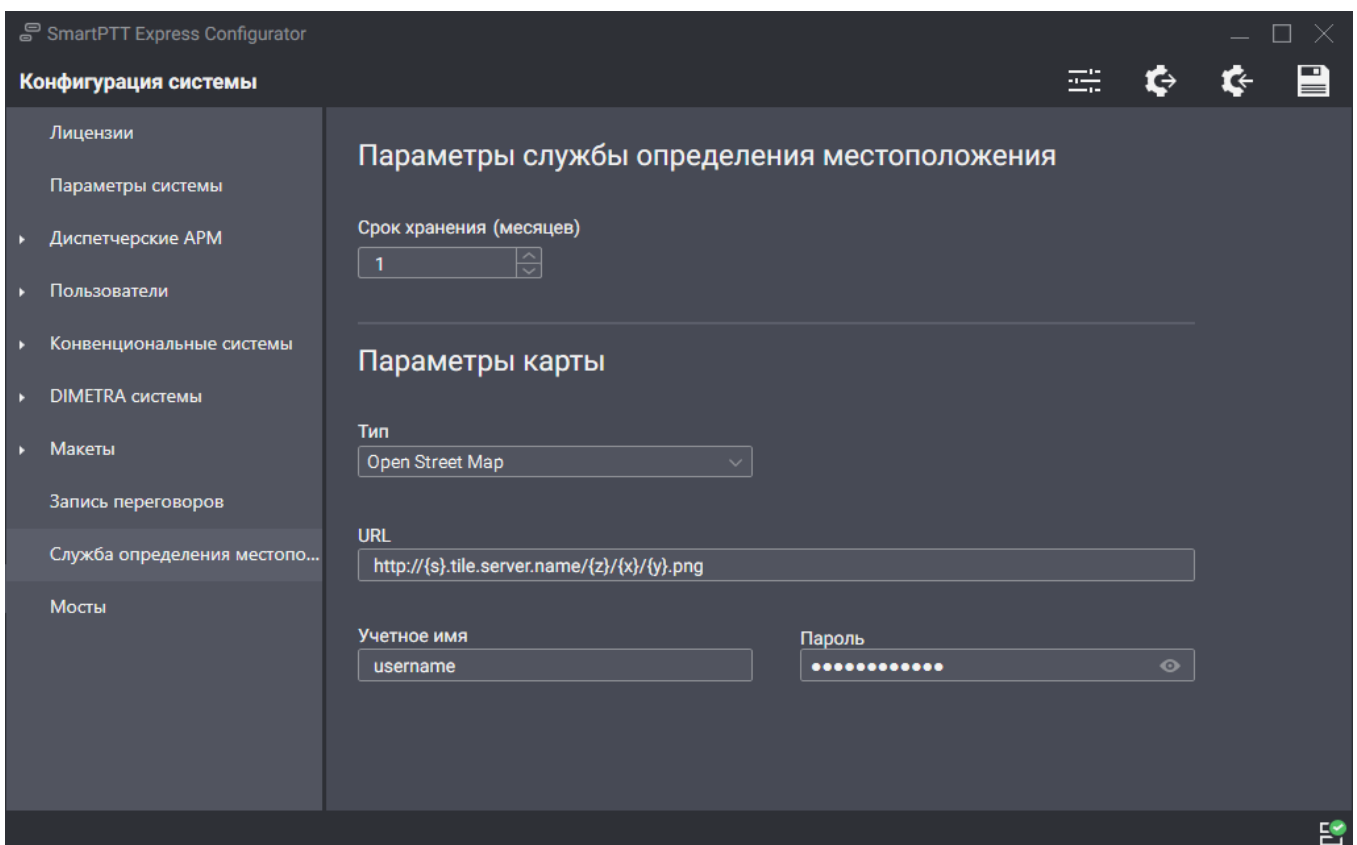 SmartPTT Express Configurator
Конфигурация системы
Лицензии
Параметры системы
Диспетчерские АРМ
Пользователи
Конвенциональные системы
DIMETRA системы
Макеты
Запись переговоров
Служба определения местопо...
Мосты
Параметры службы определения местоположения
Срок хранения (месяцев)
1
Параметры карты
Тип
Open Street Map
URL
http://{s}.tile.server.name/{z}/{x}/{y}.png
Учетное имя
Пароль
username
●●●●●●●●●●●●